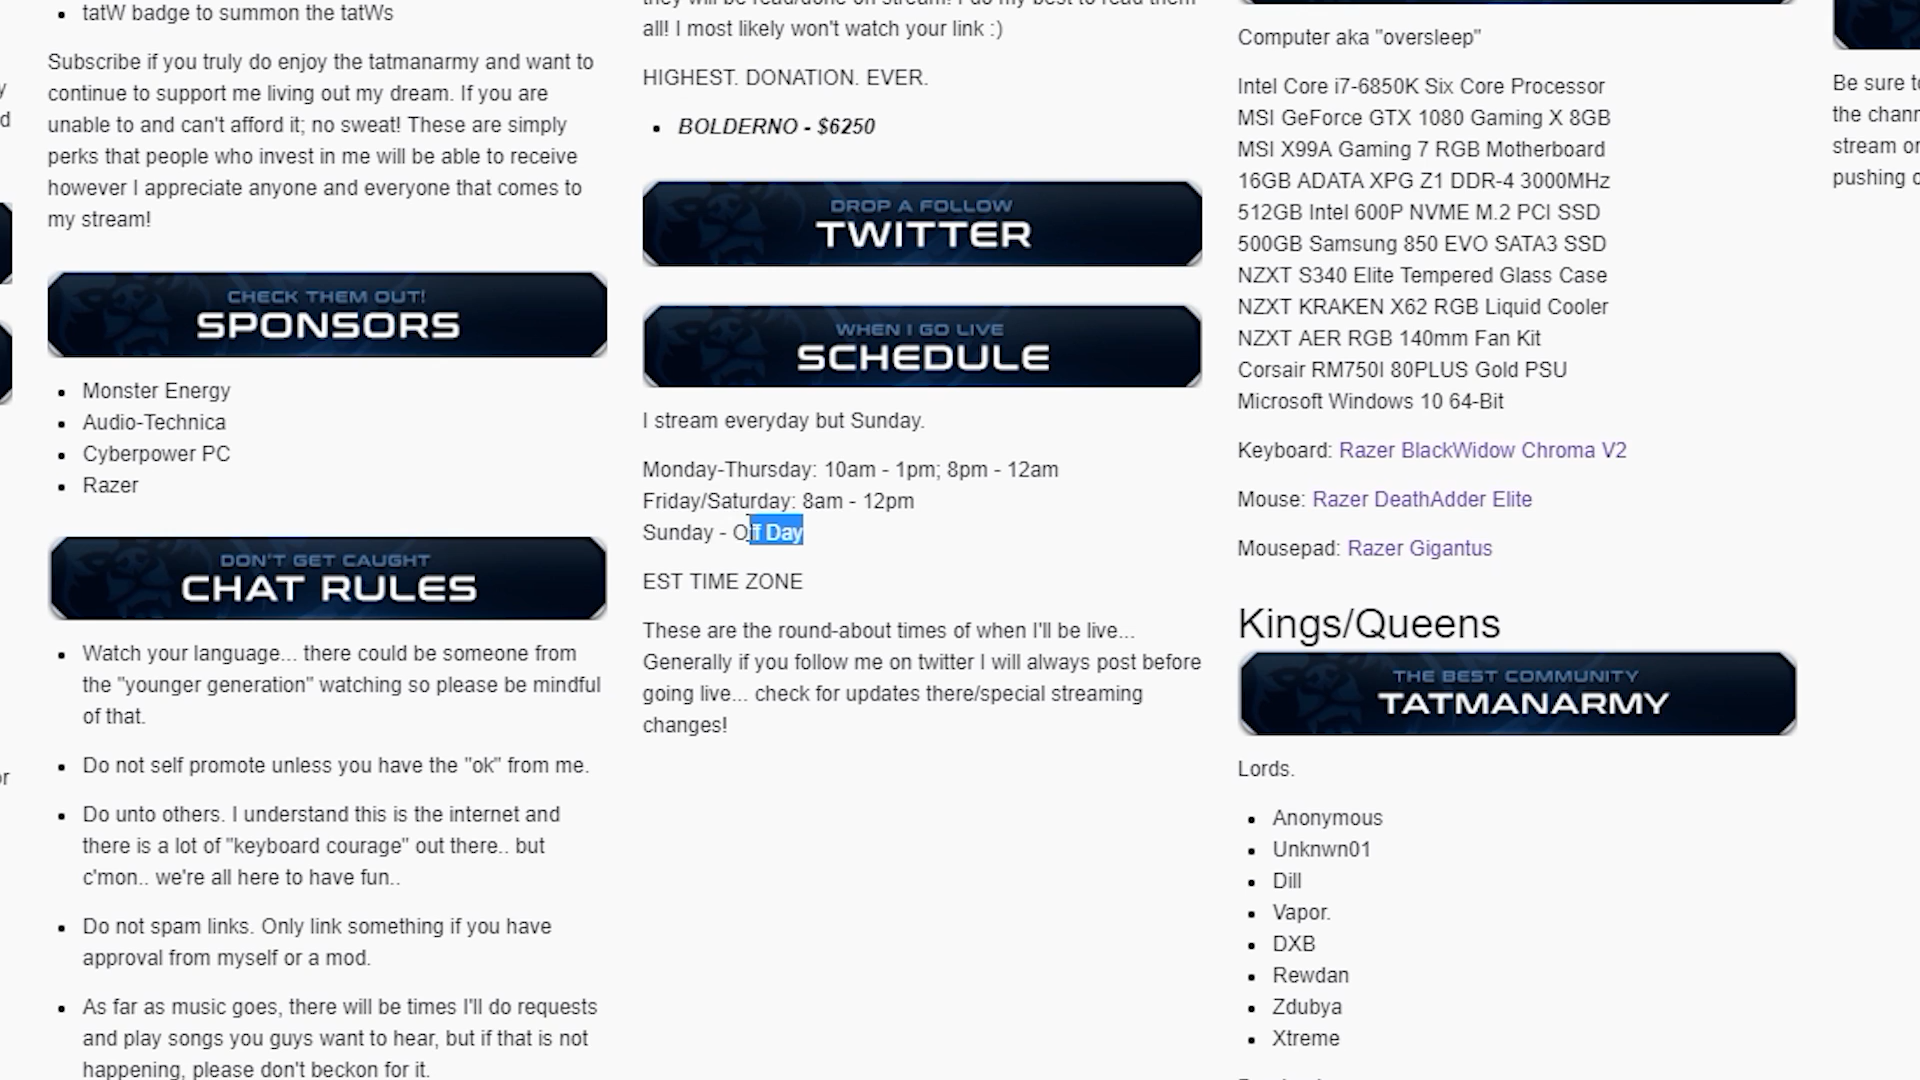 tatW badge to summon the tatWs
Subscribe if you truly do enjoy the tatmanarmy and want to
continue to support me living out my dream. If you are
unable to and can't afford it; no sweat! These are simply
perks that people who invest in me will be able to receive
however I appreciate anyone and everyone that comes to
my stream!
CHECK THEM OUT!
SPONSORS
Monster Energy
Audio-Technica
Cyberpower PC
Razer
DON'T GET CAUGHT
CHAT RULES
Watch your language... there could be someone from
the "younger generation" watching so please be mindful
of that.
Do not self promote unless you have the "ok" from me.
Do unto others. I understand this is the internet and
there is a lot of "keyboard courage" out there.. but
c'mon.. we're all here to have fun..
Do not spam links. Only link something if you have
approval from myself or a mod.
As far as music goes, there will be times I'll do requests
and play songs you guys want to hear, but if that is not
happening, please don't beckon for it.
all! I most likely won't watch your link :)
HIGHEST. DONATION. EVER.
BOLDERNO - $6250
DROP A FOLLOW
TWITTER
WHEN I GO LIVE
SCHEDULE
I stream everyday but Sunday.
Monday-Thursday: 10am - 1pm; 8pm - 12am
Friday/Saturday: 8am - 12pm
Sunday - Off Day
EST TIME ZONE
These are the round-about times of when I'll be live...
Generally if you follow me on twitter I will always post before
going live... check for updates there/special streaming
changes!
Computer aka "oversleep"
Intel Core i7-6850K Six Core Processor
MSI GeForce GTX 1080 Gaming X 8GB
MSI X99A Gaming 7 RGB Motherboard
16GB ADATA XPG Z1 DDR-4 3000MHz
512GB Intel 600P NVME M.2 PCI SSD
500GB Samsung 850 EVO SATA3 SSD
NZXT S340 Elite Tempered Glass Case
NZXT KRAKEN X62 RGB Liquid Cooler
NZXT AER RGB 140mm Fan Kit
Corsair RM750I 80PLUS Gold PSU
Microsoft Windows 10 64-Bit
Keyboard: Razer BlackWidow Chroma V2
Mouse: Razer DeathAdder Elite
Mousepad: Razer Gigantus
Kings/Queens
THE BEST COMMUNITY
TATMANARMY
Lords.
Anonymous
Unknwn01
Dill
Vapor.
DXB
Rewdan
Zdubya
Xtreme
Be sure
the
stream
pushing